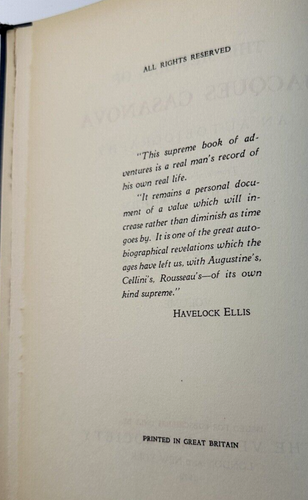 ALL RIGHTS RESERVED
"This supreme book of ad-
ventures is a real man's record of
his own real life.
"It remains a personal docu-
ment of a value which will in-
crease rather than diminish as time
goes by. It is one of the great auto-
biographical revelations which the
ages have left us, with Augustine's,
Cellini's, Rousseau's—of its own
kind supreme."
HAVELOCK ELLIS
PRINTED IN GREAT BRITAIN